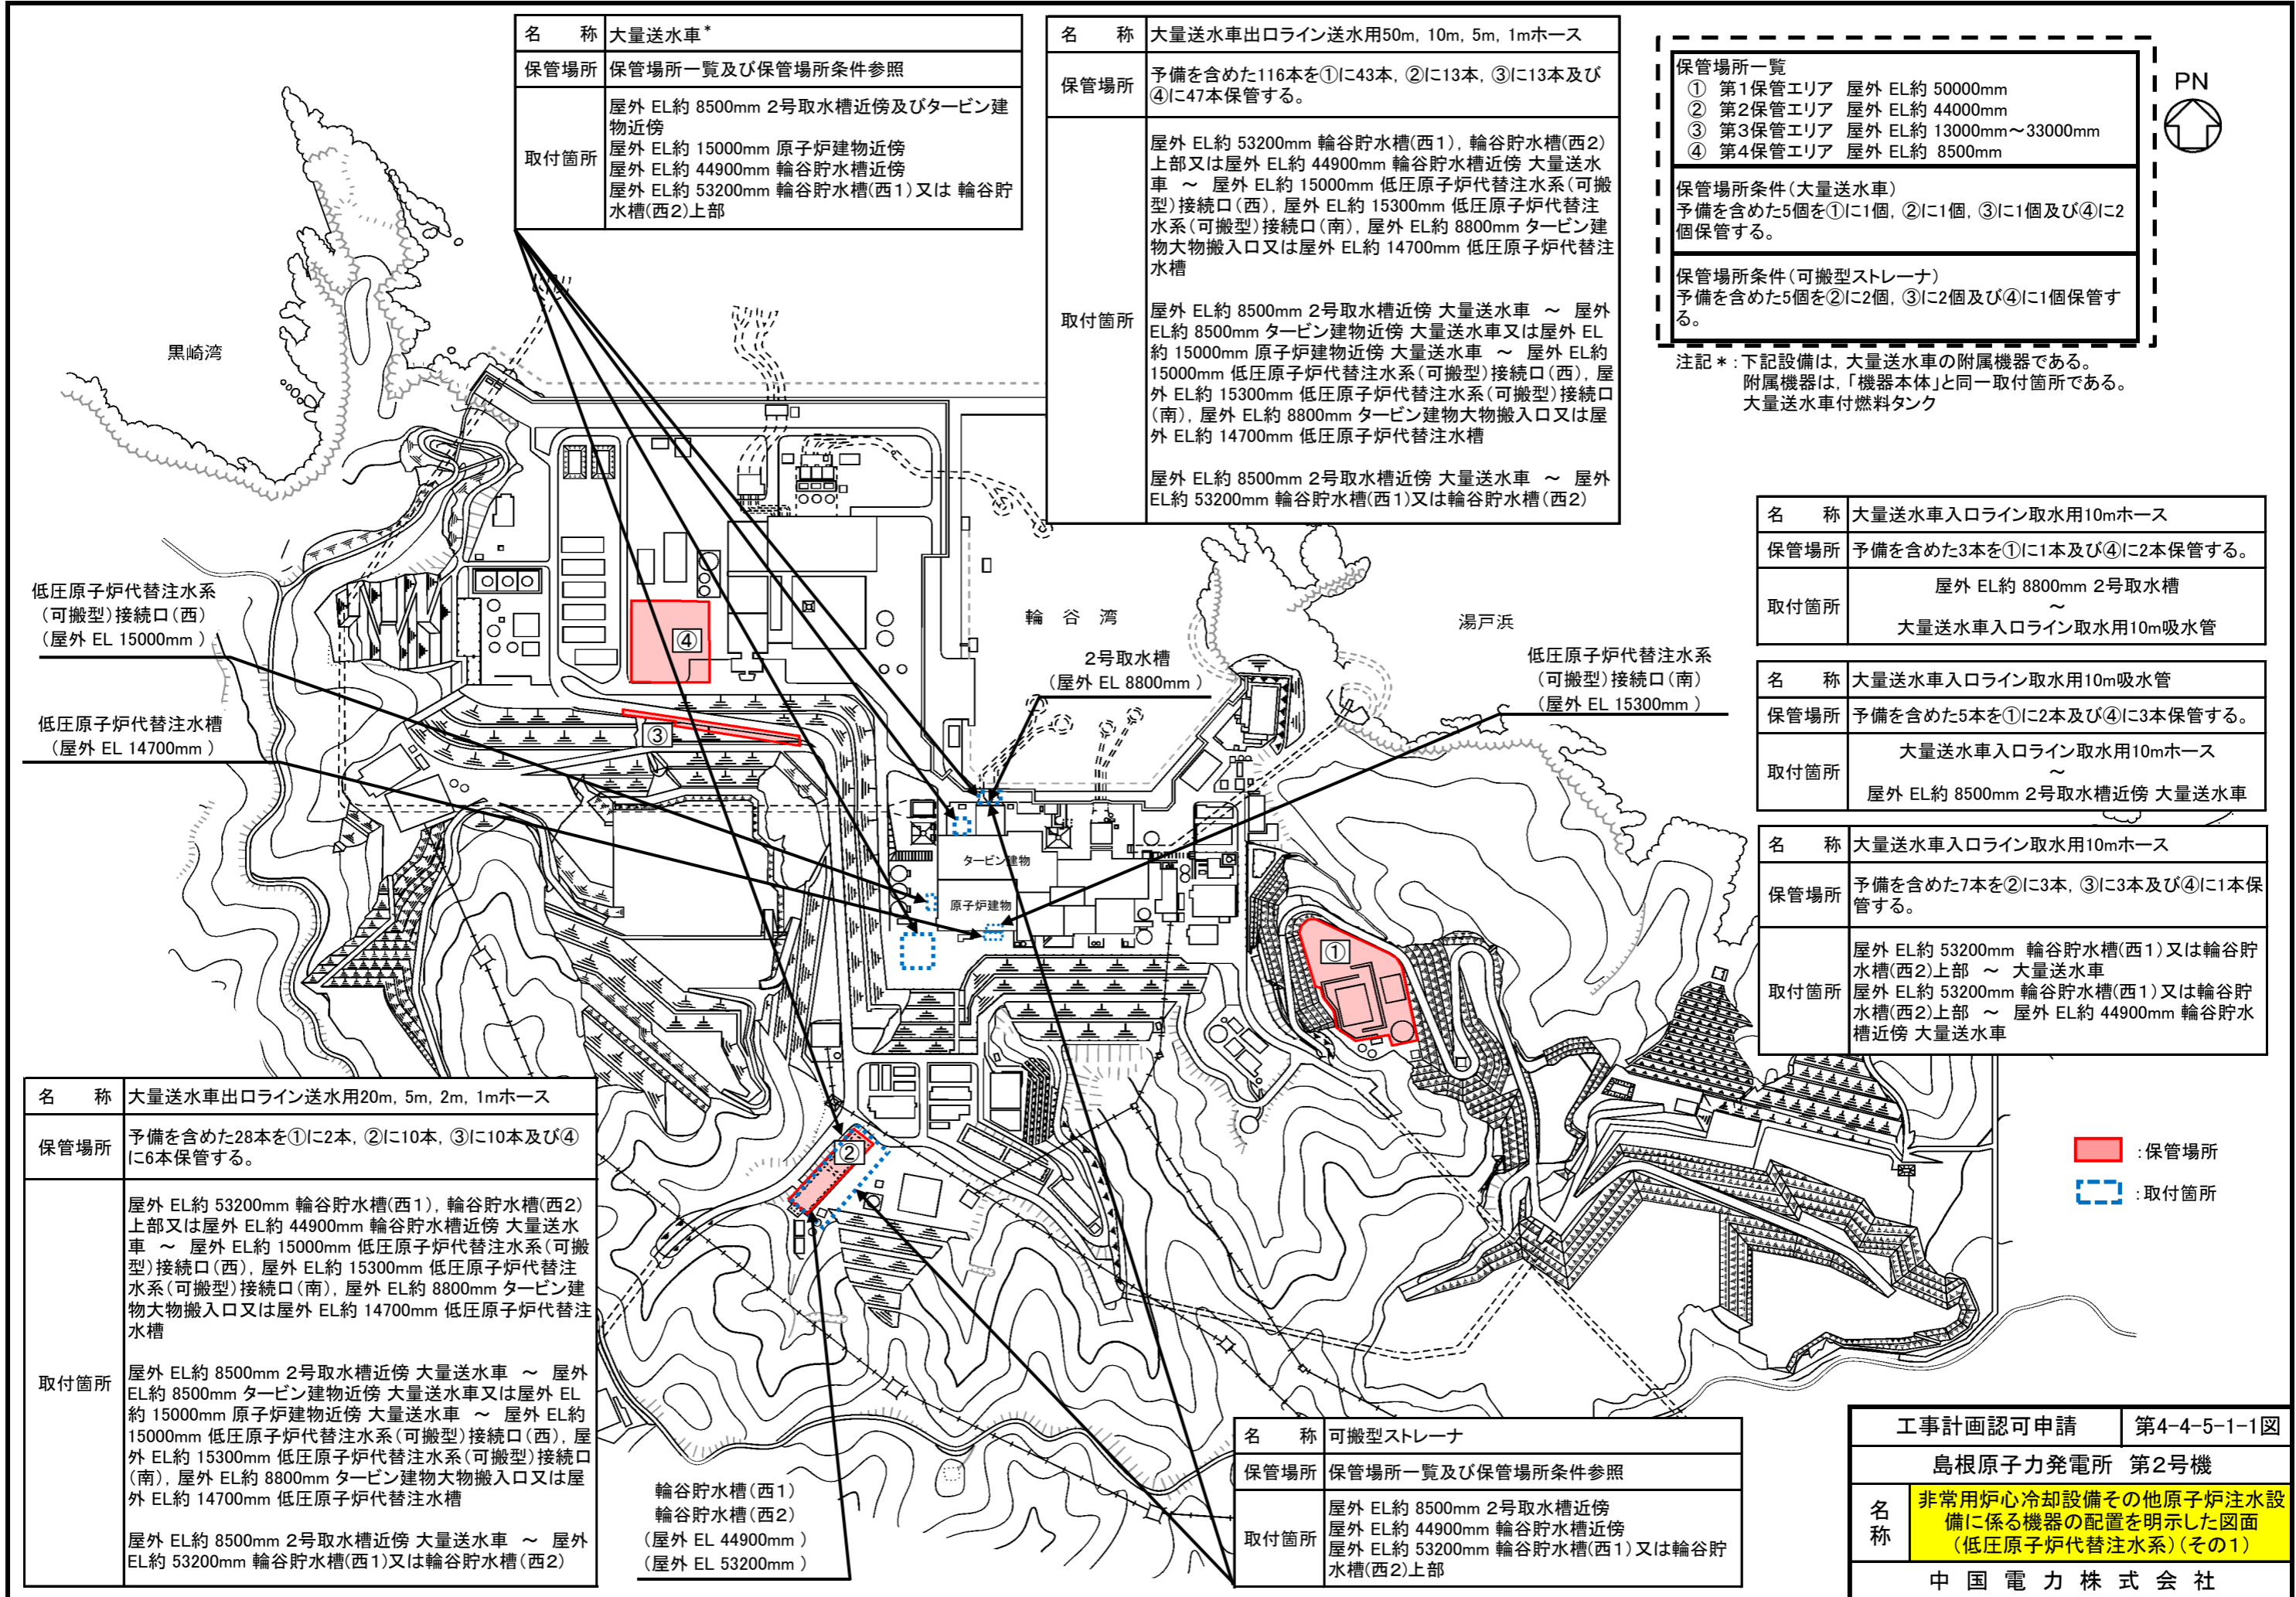 名　称 大量送水車*
保管場所 保管場所一覧及び保管場所条件参照
取付箇所
屋外 EL約 8500mm 2号取水槽近傍及びタービン建
物近傍
屋外 EL約 15000mm 原子炉建物近傍
屋外 EL約 44900mm 輪谷貯水槽近傍
屋外 EL約 53200mm 輪谷貯水槽(西1)又は 輪谷貯
水槽(西2)上部
名　称 大量送水車出口ライン送水用50m, 10m, 5m, 1mホース
保管場所
予備を含めた116本を①に43本, ②に13本, ③に13本及び
④に47本保管する。
取付箇所
屋外 EL約 53200mm 輪谷貯水槽(西1), 輪谷貯水槽(西2)
上部又は屋外 EL約 44900mm 輪谷貯水槽近傍 大量送水
車 ～ 屋外 EL約 15000mm 低圧原子炉代替注水系(可搬
型)接続口(西), 屋外 EL約 15300mm 低圧原子炉代替注
水系(可搬型)接続口(南), 屋外 EL約 8800mm タービン建
物大物搬入口又は屋外 EL約 14700mm 低圧原子炉代替注
水槽
屋外 EL約 8500mm 2号取水槽近傍 大量送水車 ～ 屋外
EL約 8500mm タービン建物近傍 大量送水車又は屋外 EL
約 15000mm 原子炉建物近傍 大量送水車 ～ 屋外 EL約
15000mm 低圧原子炉代替注水系(可搬型)接続口(西), 屋
外 EL約 15300mm 低圧原子炉代替注水系(可搬型)接続口
(南), 屋外 EL約 8800mm タービン建物大物搬入口又は屋
外 EL約 14700mm 低圧原子炉代替注水槽
屋外 EL約 8500mm 2号取水槽近傍 大量送水車 ～ 屋外
EL約 53200mm 輪谷貯水槽(西1)又は輪谷貯水槽(西2)
保管場所一覧
① 第1保管エリア 屋外 EL約 50000mm
② 第2保管エリア 屋外 EL約 44000mm
③ 第3保管エリア 屋外 EL約 13000mm～33000mm
④ 第4保管エリア 屋外 EL約 8500mm
保管場所条件(大量送水車)
予備を含めた5個を①に1個, ②に1個, ③に1個及び④に2
個保管する。
保管場所条件(可搬型ストレーナ)
予備を含めた5個を②に2個, ③に2個及び④に1個保管す
る。
PN
注記＊:下記設備は, 大量送水車の附属機器である。
附属機器は,「機器本体」と同一取付箇所である。
大量送水車付燃料タンク
名　称 大量送水車入口ライン取水用10mホース
保管場所 予備を含めた3本を①に1本及び④に2本保管する。
取付箇所
屋外 EL約 8800mm 2号取水槽
～
大量送水車入口ライン取水用10m吸水管
名　称 大量送水車入口ライン取水用10m吸水管
保管場所 予備を含めた5本を①に2本及び④に3本保管する。
取付箇所
大量送水車入口ライン取水用10mホース
～
屋外 EL約 8500mm 2号取水槽近傍 大量送水車
名　称 大量送水車入口ライン取水用10mホース
保管場所
予備を含めた7本を②に3本, ③に3本及び④に1本保
管する。
取付箇所
屋外 EL約 53200mm 輪谷貯水槽(西1)又は輪谷貯
水槽(西2)上部 ～ 大量送水車
屋外 EL約 53200mm 輪谷貯水槽(西1)又は輪谷貯
水槽(西2)上部 ～ 屋外 EL約 44900mm 輪谷貯水
槽近傍 大量送水車
黒崎湾
輪谷湾
湯戸浜
低圧原子炉代替注水系
(可搬型)接続口(西)
(屋外 EL 15000mm )
低圧原子炉代替注水槽
(屋外 EL 14700mm )
2号取水槽
(屋外 EL 8800mm )
低圧原子炉代替注水系
(可搬型)接続口(南)
(屋外 EL 15300mm )
④
③
タービン建物
原子炉建物
①
②
:保管場所
:取付箇所
名　称 大量送水車出口ライン送水用20m, 5m, 2m, 1mホース
保管場所
予備を含めた28本を①に2本, ②に10本, ③に10本及び④
に6本保管する。
取付箇所
屋外 EL約 53200mm 輪谷貯水槽(西1), 輪谷貯水槽(西2)
上部又は屋外 EL約 44900mm 輪谷貯水槽近傍 大量送水
車 ～ 屋外 EL約 15000mm 低圧原子炉代替注水系(可搬
型)接続口(西), 屋外 EL約 15300mm 低圧原子炉代替注
水系(可搬型)接続口(南), 屋外 EL約 8800mm タービン建
物大物搬入口又は屋外 EL約 14700mm 低圧原子炉代替注
水槽
屋外 EL約 8500mm 2号取水槽近傍 大量送水車 ～ 屋外
EL約 8500mm タービン建物近傍 大量送水車又は屋外 EL
約 15000mm 原子炉建物近傍 大量送水車 ～ 屋外 EL約
15000mm 低圧原子炉代替注水系(可搬型)接続口(西), 屋
外 EL約 15300mm 低圧原子炉代替注水系(可搬型)接続口
(南), 屋外 EL約 8800mm タービン建物大物搬入口又は屋
外 EL約 14700mm 低圧原子炉代替注水槽
屋外 EL約 8500mm 2号取水槽近傍 大量送水車 ～ 屋外
EL約 53200mm 輪谷貯水槽(西1)又は輪谷貯水槽(西2)
輪谷貯水槽(西1)
輪谷貯水槽(西2)
(屋外 EL 44900mm )
(屋外 EL 53200mm )
名　称 可搬型ストレーナ
保管場所 保管場所一覧及び保管場所条件参照
取付箇所
屋外 EL約 8500mm 2号取水槽近傍
屋外 EL約 44900mm 輪谷貯水槽近傍
屋外 EL約 53200mm 輪谷貯水槽(西1)又は輪谷貯
水槽(西2)上部
工事計画認可申請 第4-4-5-1-1図
島根原子力発電所 第2号機
名称
非常用炉心冷却設備その他原子炉注水設
備に係る機器の配置を明示した図面
(低圧原子炉代替注水系)(その1)
中国電力株式会社